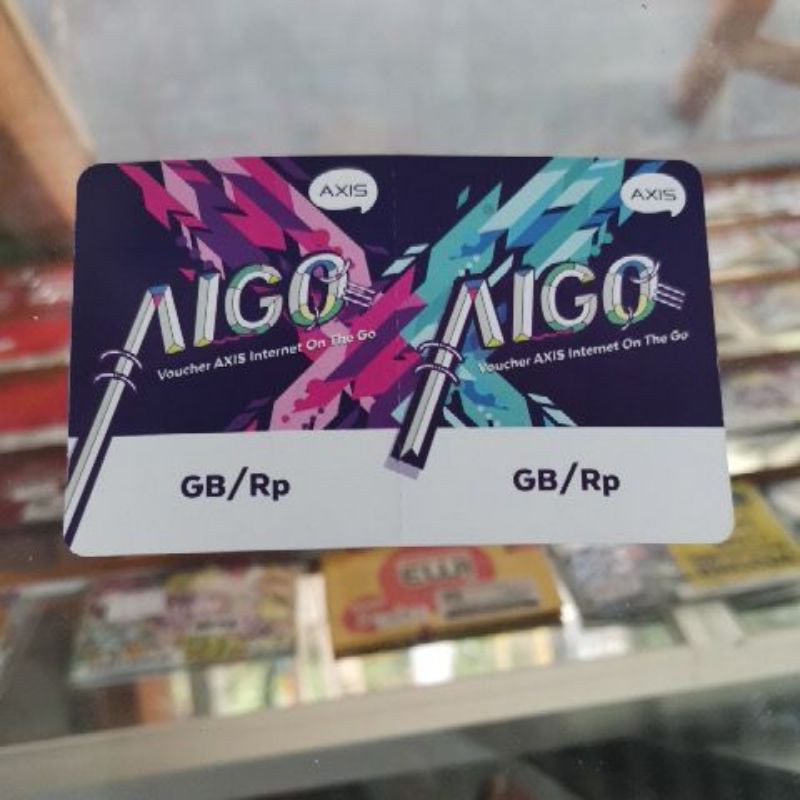 AXIS
AIGO
Voucher AXIS Internet On The Go
GB/Rp
AXIS
AIGO
Voucher AXIS Internet On The Go
GB/Rp